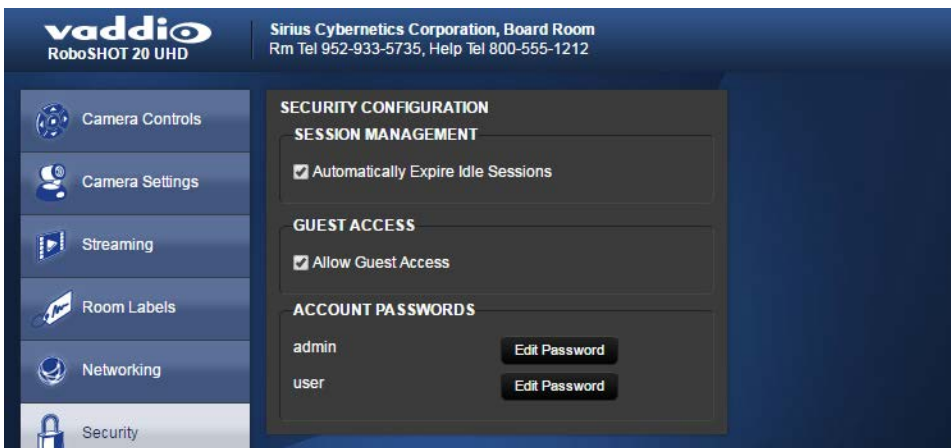 vaddio
RoboSHOT 20 UHD
Sirius Cybernetics Corporation, Board Room
Rm Tel 952-933-5735, Help Tel 800-555-1212
Camera Controls
Camera Settings
Streaming
Room Labels
Networking
Security
SECURITY CONFIGURATION
SESSION MANAGEMENT
Automatically Expire Idle Sessions
GUEST ACCESS
Allow Guest Access
ACCOUNT PASSWORDS
admin Edit Password
user Edit Password